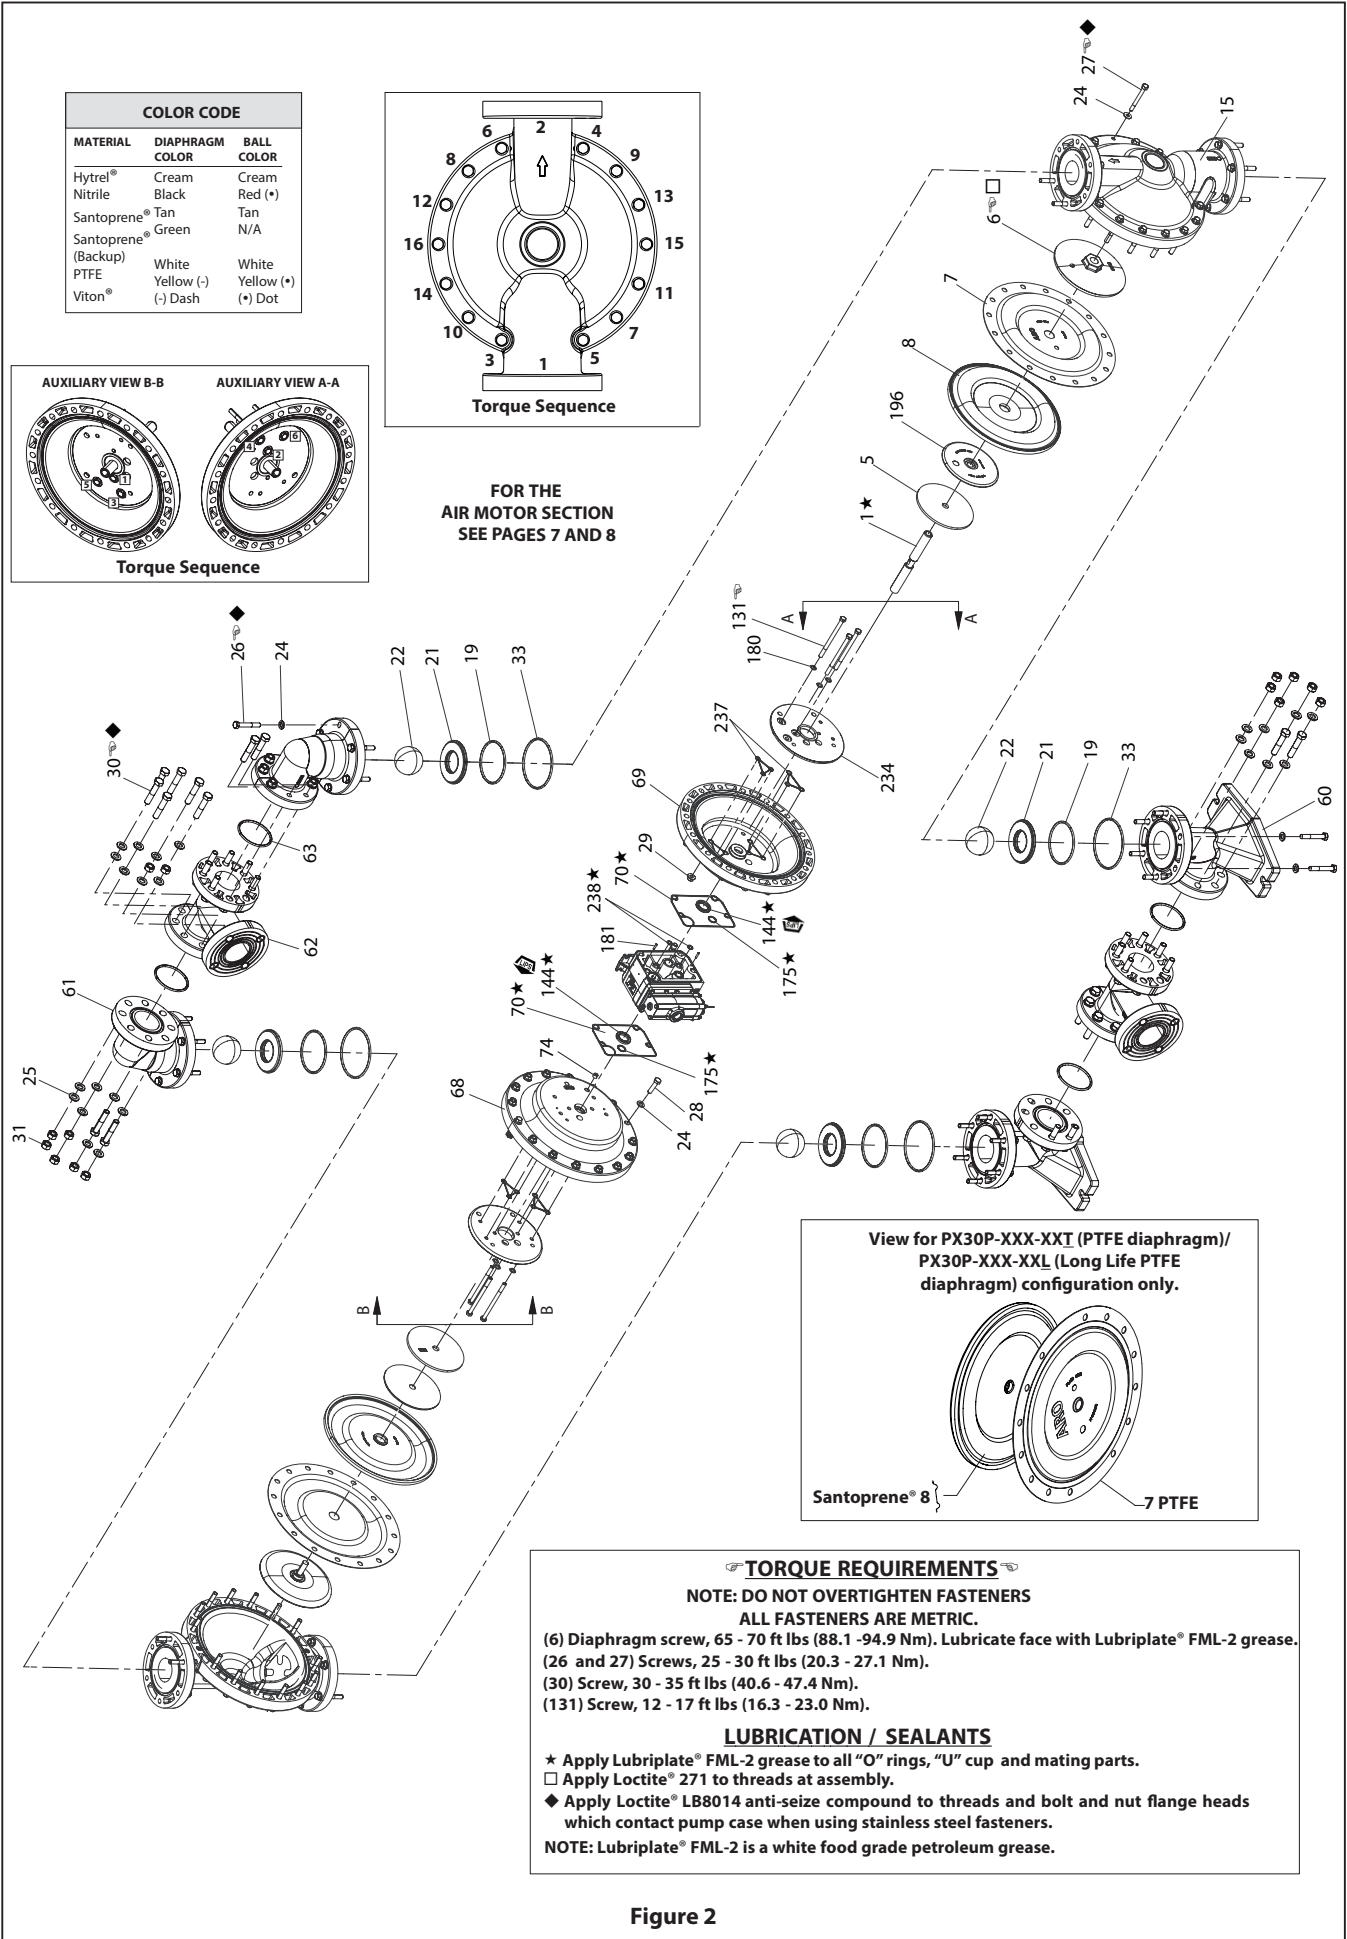 COLOR CODE
MATERIAL DIAPHRAGM COLOR BALL COLOR
Hytrel® Cream Cream
Nitrile Black Red (•)
Santoprene® Tan Tan
Santoprene® (Backup) Green N/A
PTFE White White
Viton® Yellow (-) Yellow (•)
(-) Dash (•) Dot
2
6 4
8 9
12 13
16 15
14 11
10 7
3 1 5
Torque Sequence
AUXILIARY VIEW B-B AUXILIARY VIEW A-A
5 1 3
4 6 2
Torque Sequence
FOR THE
AIR MOTOR SECTION
SEE PAGES 7 AND 8
◆
27
24
15
□
6
7
8
196
5
1★
A A
131
180
237
234
69
29
70★
238★
144★
LIPS
175★
181
LIPS
144★
70★
175★
74
68
28
24
B B
◆
26
24
22
21
19
33
◆
30
63
62
61
25
31
22
21
19
33
60
View for PX30P-XXX-XXT (PTFE diaphragm)/
PX30P-XXX-XXL (Long Life PTFE
diaphragm) configuration only.
ARO
Santoprene® 8
7 PTFE
TORQUE REQUIREMENTS
NOTE: DO NOT OVERTIGHTEN FASTENERS
ALL FASTENERS ARE METRIC.
(6) Diaphragm screw, 65 - 70 ft lbs (88.1 -94.9 Nm). Lubricate face with Lubriplate® FML-2 grease.
(26 and 27) Screws, 25 - 30 ft lbs (20.3 - 27.1 Nm).
(30) Screw, 30 - 35 ft lbs (40.6 - 47.4 Nm).
(131) Screw, 12 - 17 ft lbs (16.3 - 23.0 Nm).
LUBRICATION / SEALANTS
★ Apply Lubriplate® FML-2 grease to all “O” rings, “U” cup and mating parts.
□ Apply Loctite® 271 to threads at assembly.
◆ Apply Loctite® LB8014 anti-seize compound to threads and bolt and nut flange heads
which contact pump case when using stainless steel fasteners.
NOTE: Lubriplate® FML-2 is a white food grade petroleum grease.
Figure 2